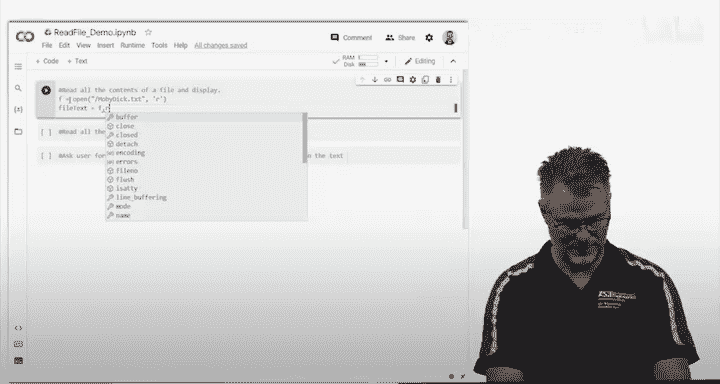 ReadFile_Demo.ipynb
Comment Share
File Edit View Insert Runtime Tools Help All changes saved
+ Code + Text
RAM
Disk
Editing
#Read all the contents of a file and display.
f = open("/MobyDick.txt", 'r')
fileText = f.r
buffer
close
closed
detach
encoding
errors
fileno
flush
isatty
line_buffering
mode
name
[ ] #Read all the
[ ] #Ask user for
the text
ASU